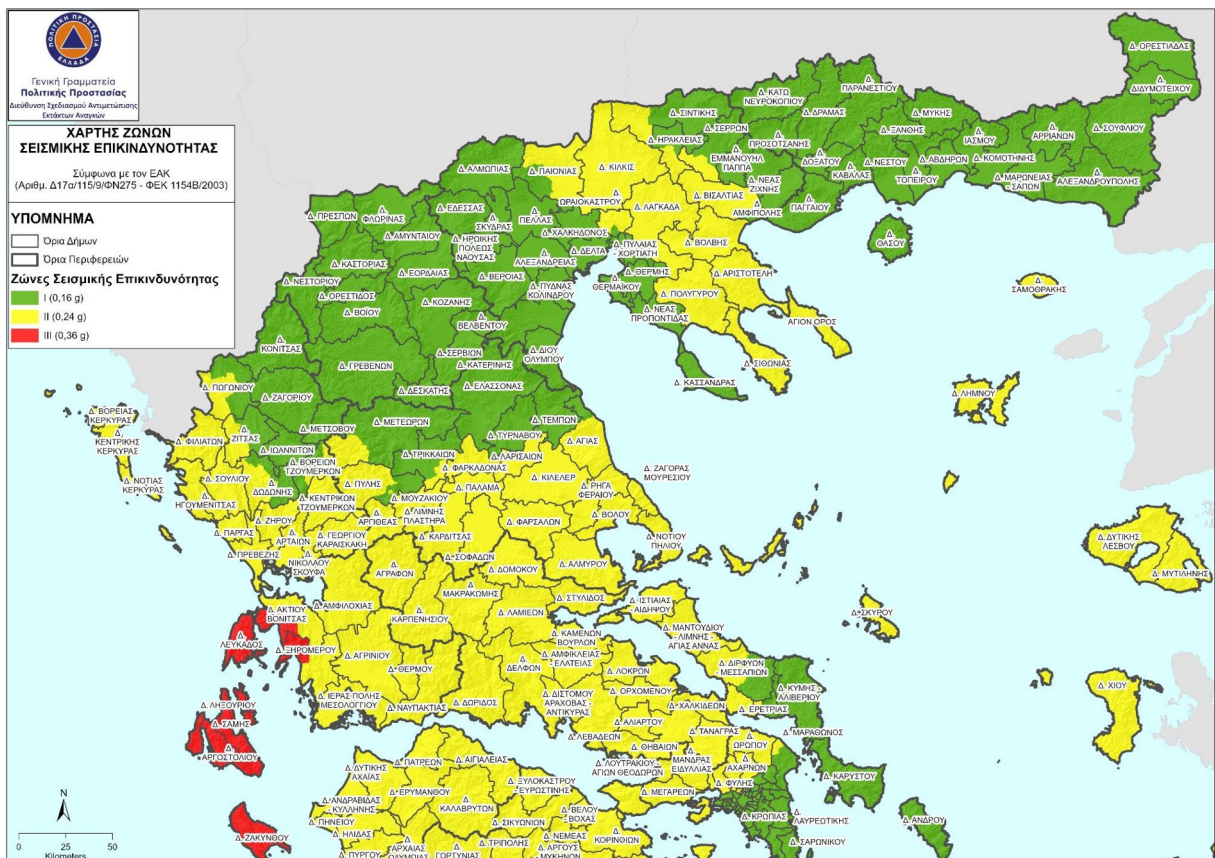 ΠΟΛΙΤΙΚΗ ΠΡΟΣΤΑΣΙΑ
ΕΛΛΑΔΑ
Γενική Γραμματεία
Πολιτικής Προστασίας
Διεύθυνση Σχεδιασμού Αντιμετώπισης
Εκτάκτων Αναγκών
ΧΑΡΤΗΣ ΖΩΝΩΝ
ΣΕΙΣΜΙΚΗΣ ΕΠΙΚΙΝΔΥΝΟΤΗΤΑΣ
Σύμφωνα με τον ΕΑΚ
(Αριθμ. Δ17α/115/9/ΦΝ275 - ΦΕΚ 1154Β/2003)
ΥΠΟΜΝΗΜΑ
Όρια Δήμων
Όρια Περιφερειών
Ζώνες Σεισμικής Επικινδυνότητας
I (0,16 g)
II (0,24 g)
III (0,36 g)
Δ. ΟΡΕΣΤΙΑΔΑΣ
Δ.
ΔΙΔΥΜΟΤΕΙΧΟΥ
Δ. ΣΟΥΦΛΙΟΥ
Δ.
ΑΛΕΞΑΝΔΡΟΥΠΟΛΗΣ
Δ.
ΑΡΡΙΑΝΩΝ
Δ. ΜΑΡΩΝΕΙΑΣ
- ΣΑΠΩΝ
Δ. ΚΟΜΟΤΗΝΗΣ
Δ.
ΙΑΣΜΟΥ
Δ. ΜΥΚΗΣ
Δ. ΞΑΝΘΗΣ
Δ. ΑΒΔΗΡΩΝ
Δ.
ΤΟΠΕΙΡΟΥ
Δ. ΝΕΣΤΟΥ
Δ.
ΠΑΡΑΝΕΣΤΙΟΥ
Δ. ΔΡΑΜΑΣ
Δ. ΚΑΤΩ
ΝΕΥΡΟΚΟΠΙΟΥ
Δ.
ΠΡΟΣΟΤΣΑΝΗΣ
Δ.
ΔΟΞΑΤΟΥ
Δ.
ΚΑΒΑΛΑΣ
Δ.
ΠΑΓΓΑΙΟΥ
Δ.
ΘΑΣΟΥ
Δ. ΣΙΝΤΙΚΗΣ
Δ. ΣΕΡΡΩΝ
Δ. ΗΡΑΚΛΕΙΑΣ
Δ.
ΕΜΜΑΝΟΥΗΛ
ΠΑΠΠΑ
Δ. ΝΕΑΣ
ΖΙΧΝΗΣ
Δ.
ΑΜΦΙΠΟΛΗΣ
Δ. ΒΙΣΑΛΤΙΑΣ
Δ. ΚΙΛΚΙΣ
Δ. ΠΑΙΟΝΙΑΣ
Δ.
ΩΡΑΙΟΚΑΣΤΡΟΥ
Δ. ΛΑΓΚΑΔΑ
Δ. ΒΟΛΒΗΣ
Δ. ΠΥΛΑΙΑΣ
- ΧΟΡΤΙΑΤΗ
Δ. ΘΕΡΜΗΣ
Δ.
ΘΕΡΜΑΪΚΟΥ
Δ. ΝΕΑΣ
ΠΡΟΠΟΝΤΙΔΑΣ
Δ. ΠΟΛΥΓΥΡΟΥ
Δ. ΑΡΙΣΤΟΤΕΛΗ
ΑΓΙΟΝ ΟΡΟΣ
Δ. ΣΙΘΩΝΙΑΣ
Δ. ΚΑΣΣΑΝΔΡΑΣ
Δ.
ΣΑΜΟΘΡΑΚΗΣ
Δ. ΛΗΜΝΟΥ
Δ. ΑΛΜΩΠΙΑΣ
Δ. ΕΔΕΣΣΑΣ
Δ.
ΣΚΥΔΡΑΣ
Δ.
ΠΕΛΛΑΣ
Δ. ΧΑΛΚΗΔΟΝΟΣ
Δ. ΔΕΛΤΑ
Δ.
ΑΛΕΞΑΝΔΡΕΙΑΣ
Δ. ΗΡΩΙΚΗΣ
ΠΟΛΕΩΣ
ΝΑΟΥΣΑΣ
Δ. ΒΕΡΟΙΑΣ
Δ. ΠΡΕΣΠΩΝ
Δ.
ΦΛΩΡΙΝΑΣ
Δ.
ΑΜΥΝΤΑΙΟΥ
Δ. ΚΑΣΤΟΡΙΑΣ
Δ. ΝΕΣΤΟΡΙΟΥ
Δ. ΟΡΕΣΤΙΔΟΣ
Δ. ΕΟΡΔΑΙΑΣ
Δ.
ΒΟΪΟΥ
Δ. ΚΟΖΑΝΗΣ
Δ.
ΒΕΛΒΕΝΤΟΥ
Δ. ΠΥΔΝΑΣ
ΚΟΛΙΝΔΡΟΥ
Δ. ΣΕΡΒΙΩΝ
Δ. ΚΑΤΕΡΙΝΗΣ
Δ. ΔΙΟΥ
ΟΛΥΜΠΟΥ
Δ. ΓΡΕΒΕΝΩΝ
Δ. ΔΕΣΚΑΤΗΣ
Δ. ΕΛΑΣΣΟΝΑΣ
Δ.
ΚΟΝΙΤΣΑΣ
Δ. ΠΩΓΩΝΙΟΥ
Δ.
ΖΑΓΟΡΙΟΥ
Δ. ΜΕΤΣΟΒΟΥ
Δ. ΜΕΤΕΩΡΩΝ
Δ. ΤΕΜΠΩΝ
Δ. ΤΥΡΝΑΒΟΥ
Δ. ΛΑΡΙΣΑΙΩΝ
Δ. ΑΓΙΑΣ
Δ. ΤΡΙΚΚΑΙΩΝ
Δ. ΦΑΡΚΑΔΟΝΑΣ
Δ. ΚΙΛΕΛΕΡ
Δ. ΒΟΡΕΙΑΣ
ΚΕΡΚΥΡΑΣ
Δ.
ΚΕΝΤΡΙΚΗΣ
ΚΕΡΚΥΡΑΣ
Δ. ΝΟΤΙΑΣ
ΚΕΡΚΥΡΑΣ
Δ. ΦΙΛΙΑΤΩΝ
Δ.
ΖΙΤΣΑΣ
Δ. ΙΩΑΝΝΙΤΩΝ
Δ.
ΒΟΡΕΙΩΝ
ΤΖΟΥΜΕΡΚΩΝ
Δ. ΣΟΥΛΙΟΥ
Δ.
ΔΩΔΩΝΗΣ
Δ.
ΗΓΟΥΜΕΝΙΤΣΑΣ
Δ. ΚΕΝΤΡΙΚΩΝ
ΤΖΟΥΜΕΡΚΩΝ
Δ.
ΠΥΛΗΣ
Δ. ΜΟΥΖΑΚΙΟΥ
Δ.
ΑΡΓΙΘΕΑΣ
Δ. ΛΙΜΝΗΣ
ΠΛΑΣΤΗΡΑ
Δ.
ΠΑΛΑΜΑ
Δ.
ΚΑΡΔΙΤΣΑΣ
Δ. ΣΟΦΑΔΩΝ
Δ. ΦΑΡΣΑΛΩΝ
Δ.
ΡΗΓΑ
ΦΕΡΑΙΟΥ
Δ. ΒΟΛΟΥ
Δ. ΖΑΓΟΡΑΣ
ΜΟΥΡΕΣΙΟΥ
Δ. ΝΟΤΙΟΥ
ΠΗΛΙΟΥ
Δ. ΑΛΜΥΡΟΥ
Δ. ΠΑΡΓΑΣ
Δ. ΖΗΡΟΥ
Δ.
ΑΡΤΑΙΩΝ
Δ. ΓΕΩΡΓΙΟΥ
ΚΑΡΑΪΣΚΑΚΗ
Δ. ΠΡΕΒΕΖΗΣ
Δ.
ΝΙΚΟΛΑΟΥ
ΣΚΟΥΦΑ
Δ.
ΑΓΡΑΦΩΝ
Δ. ΔΟΜΟΚΟΥ
Δ.
ΜΑΚΡΑΚΩΜΗΣ
Δ. ΛΑΜΙΕΩΝ
Δ. ΣΤΥΛΙΔΟΣ
Δ. ΑΚΤΙΟΥ
ΒΟΝΙΤΣΑΣ
Δ. ΑΜΦΙΛΟΧΙΑΣ
Δ.
ΚΑΡΠΕΝΗΣΙΟΥ
Δ.
ΛΕΥΚΑΔΟΣ
Δ. ΞΗΡΟΜΕΡΟΥ
Δ. ΑΓΡΙΝΙΟΥ
Δ. ΘΕΡΜΟΥ
Δ. ΙΕΡΑΣ ΠΟΛΗΣ
ΜΕΣΟΛΟΓΓΙΟΥ
Δ. ΝΑΥΠΑΚΤΙΑΣ
Δ. ΔΩΡΙΔΟΣ
Δ.
ΔΕΛΦΩΝ
Δ. ΚΑΜΕΝΩΝ
ΒΟΥΡΛΩΝ
Δ. ΑΜΦΙΚΛΕΙΑΣ
- ΕΛΑΤΕΙΑΣ
Δ. ΛΟΚΡΩΝ
Δ. ΔΙΣΤΟΜΟΥ
ΑΡΑΧΟΒΑΣ -
ΑΝΤΙΚΥΡΑΣ
Δ. ΟΡΧΟΜΕΝΟΥ
Δ. ΛΕΒΑΔΕΩΝ
Δ.
ΑΛΙΑΡΤΟΥ
Δ. ΘΗΒΑΙΩΝ
Δ. ΤΑΝΑΓΡΑΣ
Δ. ΙΣΤΙΑΙΑΣ
- ΑΙΔΗΨΟΥ
Δ.
ΜΑΝΤΟΥΔΙΟΥ
- ΛΙΜΝΗΣ -
ΑΓΙΑΣ ΑΝΝΑΣ
Δ. ΔΙΡΦΥΩΝ
- ΜΕΣΣΑΠΙΩΝ
Δ. ΧΑΛΚΙΔΕΩΝ
Δ. ΕΡΕΤΡΙΑΣ
Δ.
ΚΥΜΗΣ -
ΑΛΙΒΕΡΙΟΥ
Δ. ΚΑΡΥΣΤΟΥ
Δ. ΣΚΥΡΟΥ
Δ. ΔΥΤΙΚΗΣ
ΛΕΣΒΟΥ
Δ. ΜΥΤΙΛΗΝΗΣ
Δ. ΧΙΟΥ
Δ. ΑΝΔΡΟΥ
Δ. ΜΑΡΑΘΩΝΟΣ
Δ.
ΩΡΩΠΟΥ
Δ.
ΑΧΑΡΝΩΝ
Δ. ΦΥΛΗΣ
Δ.
ΜΑΝΔΡΑΣ
ΕΙΔΥΛΛΙΑΣ
Δ. ΜΕΓΑΡΕΩΝ
Δ. ΛΟΥΤΡΑΚΙΟΥ
- ΑΓΙΩΝ ΘΕΟΔΩΡΩΝ
Δ. ΚΡΩΠΙΑΣ
Δ.
ΛΑΥΡΕΩΤΙΚΗΣ
Δ.
ΣΑΡΩΝΙΚΟΥ
Δ. ΛΗΞΟΥΡΙΟΥ
Δ. ΣΑΜΗΣ
Δ.
ΑΡΓΟΣΤΟΛΙΟΥ
Δ. ΖΑΚΥΝΘΟΥ
Δ. ΔΥΤΙΚΗΣ
ΑΧΑΪΑΣ
Δ. ΠΑΤΡΕΩΝ
Δ. ΑΙΓΙΑΛΕΙΑΣ
Δ.
ΕΡΥΜΑΝΘΟΥ
Δ.
ΚΑΛΑΒΡΥΤΩΝ
Δ. ΞΥΛΟΚΑΣΤΡΟΥ
- ΕΥΡΩΣΤΙΝΗΣ
Δ. ΑΝΔΡΑΒΙΔΑΣ
- ΚΥΛΛΗΝΗΣ
Δ.
ΠΗΝΕΙΟΥ
Δ. ΗΛΙΔΑΣ
Δ.
ΠΥΡΓΟΥ
Δ.
ΑΡΧΑΙΑΣ
ΟΛΥΜΠΙΑΣ
Δ.
ΓΟΡΤΥΝΙΑΣ
Δ. ΣΙΚΥΩΝΙΩΝ
Δ. ΤΡΙΠΟΛΗΣ
Δ. ΒΕΛΟΥ
- ΒΟΧΑΣ
Δ. ΝΕΜΕΑΣ
Δ. ΑΡΓΟΥΣ
- ΜΥΚΗΝΩΝ
Δ.
ΚΟΡΙΝΘΙΩΝ
N
0
25
50
Kilometers